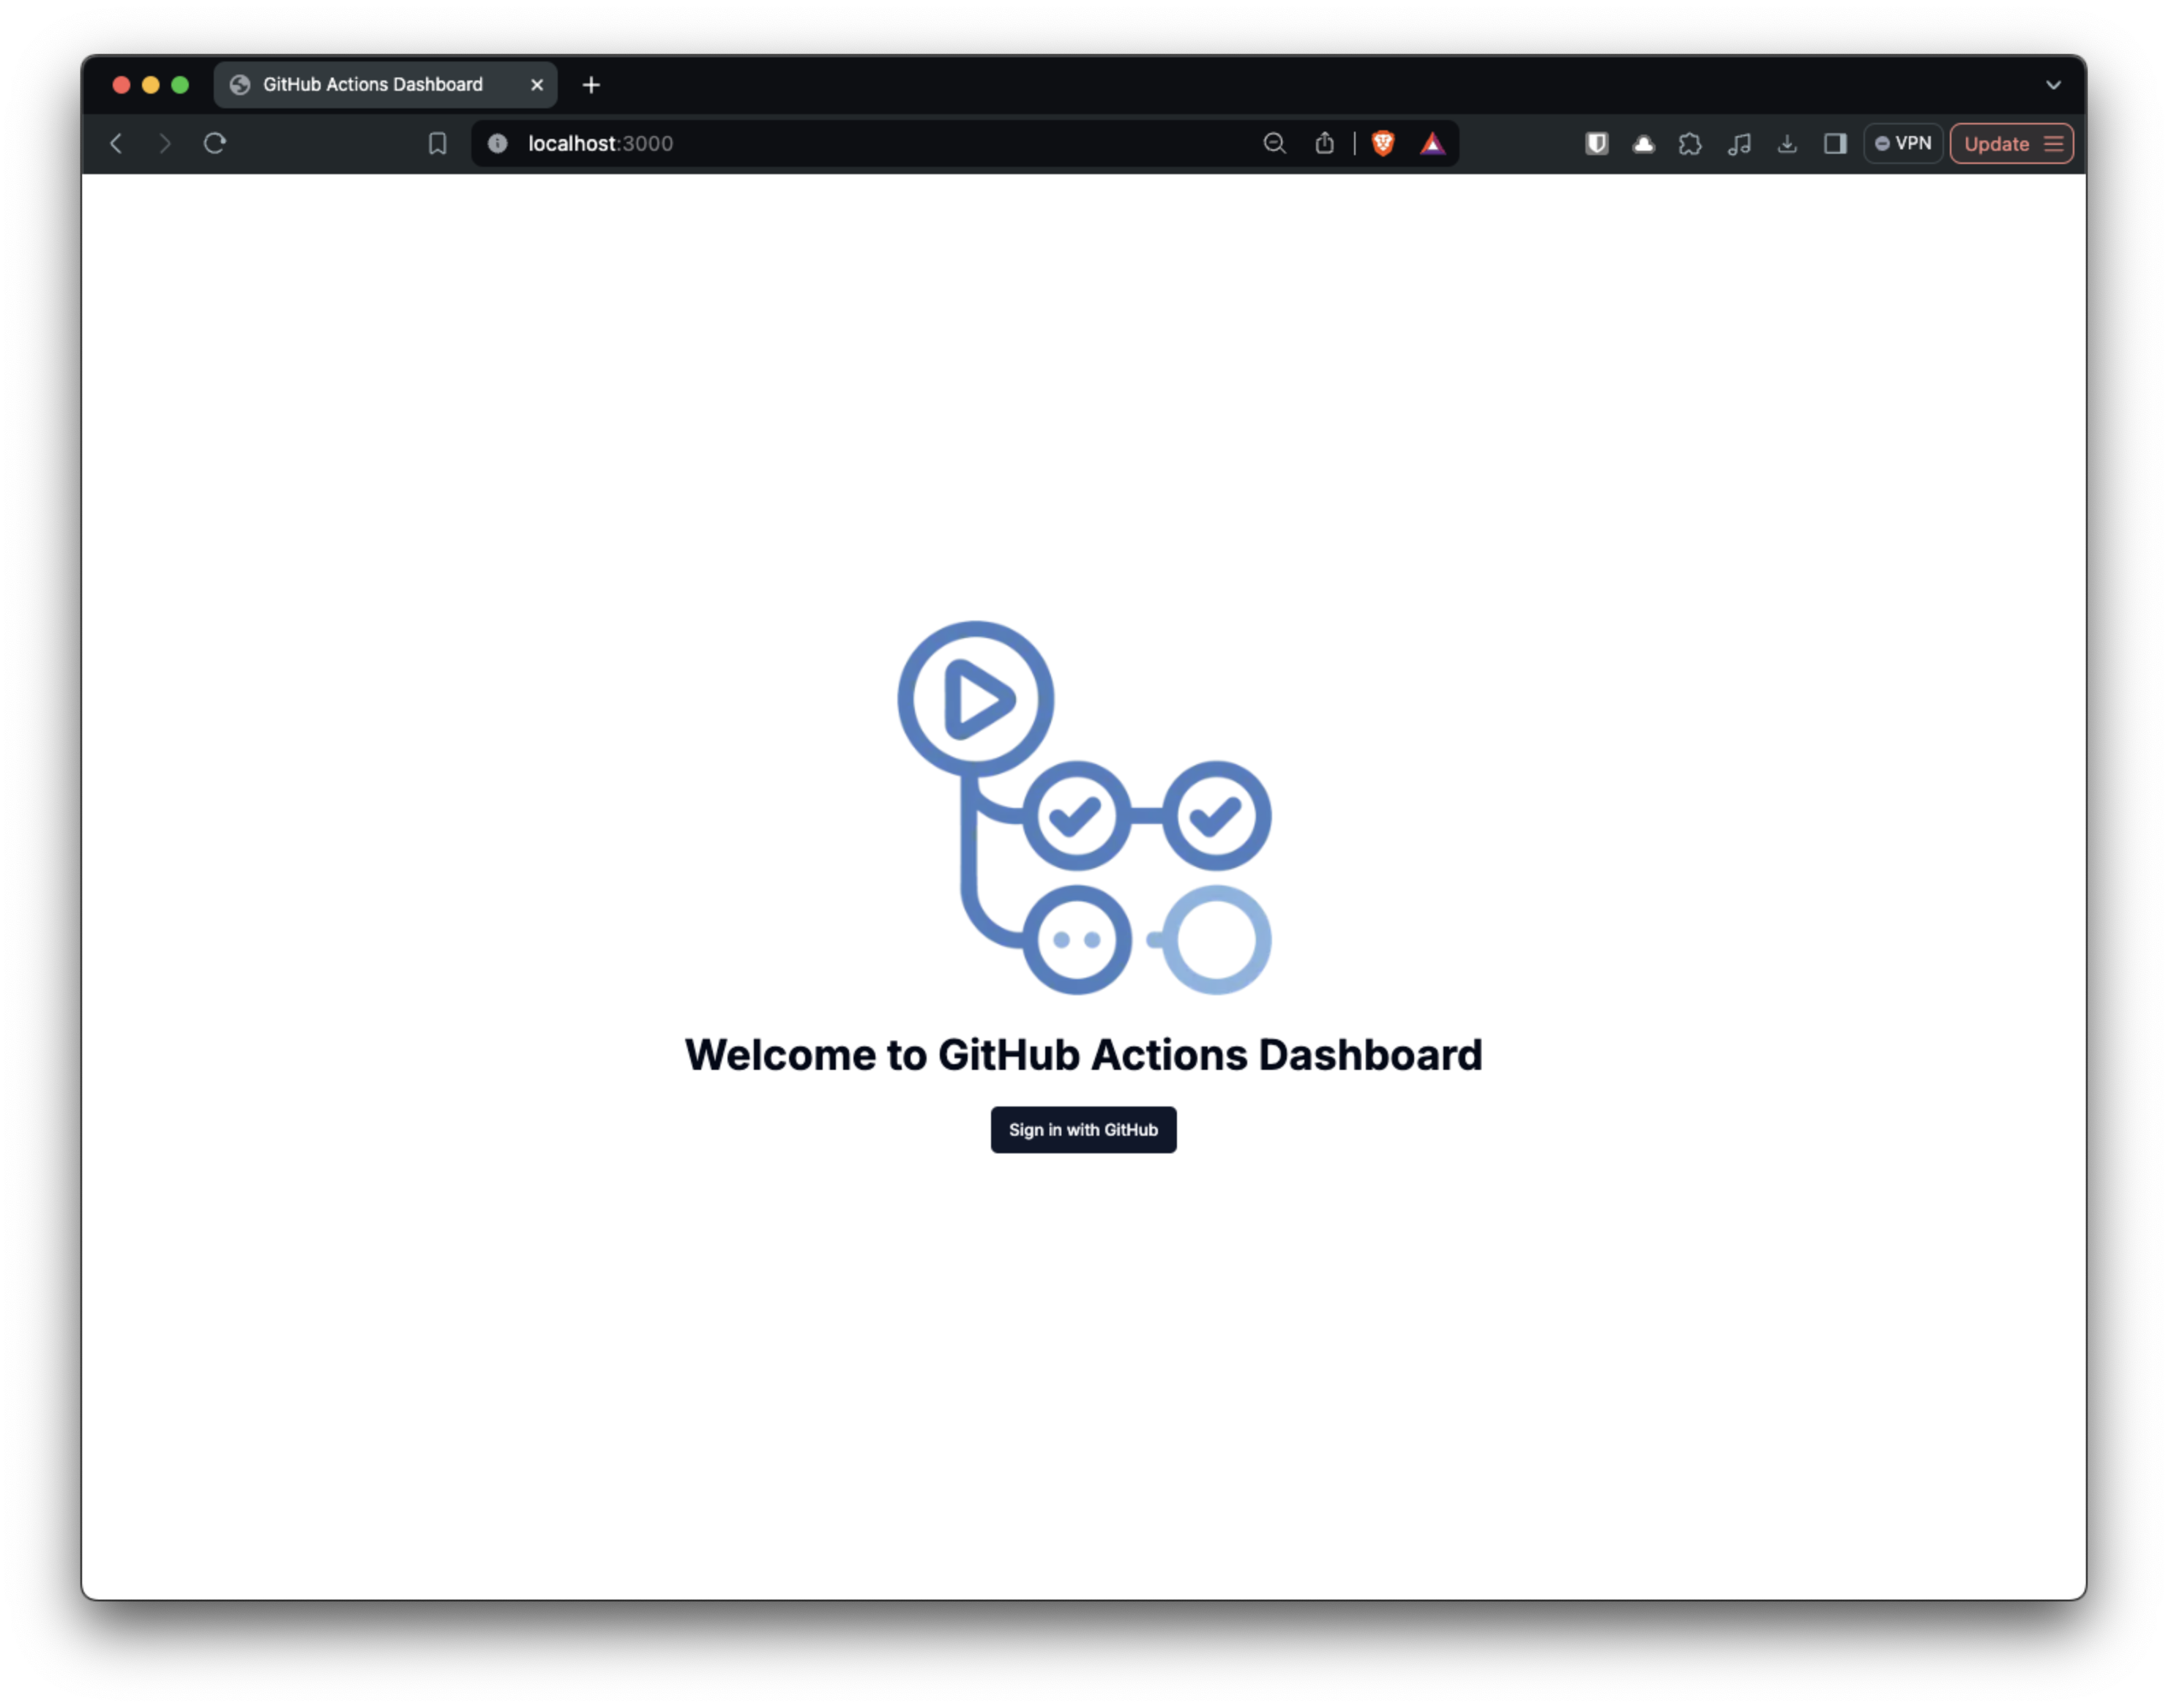 GitHub Actions Dashboard
localhost:3000
VPN
Update
Welcome to GitHub Actions Dashboard
Sign in with GitHub